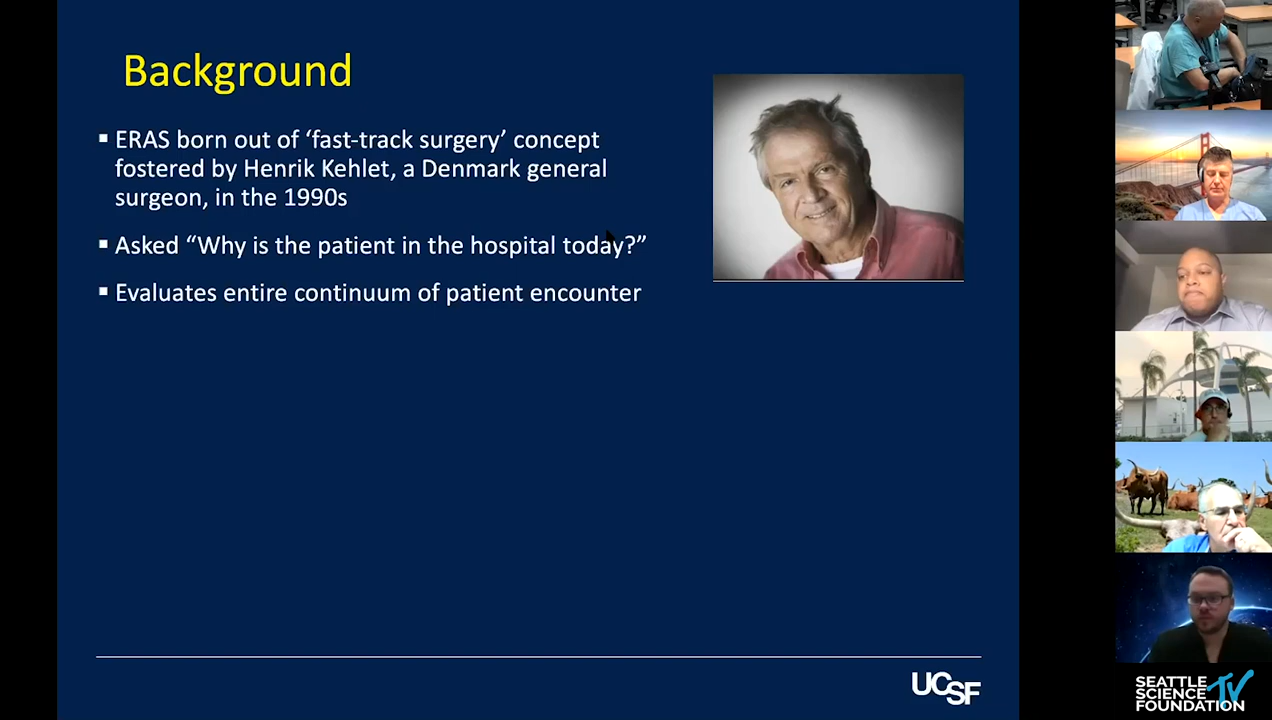 Background
▪ ERAS born out of ‘fast-track surgery’ concept
fostered by Henrik Kehlet, a Denmark general
surgeon, in the 1990s
▪ Asked “Why is the patient in the hospital today?”
▪ Evaluates entire continuum of patient encounter
UCSF
SEATTLE
SCIENCE
FOUNDATION
TV